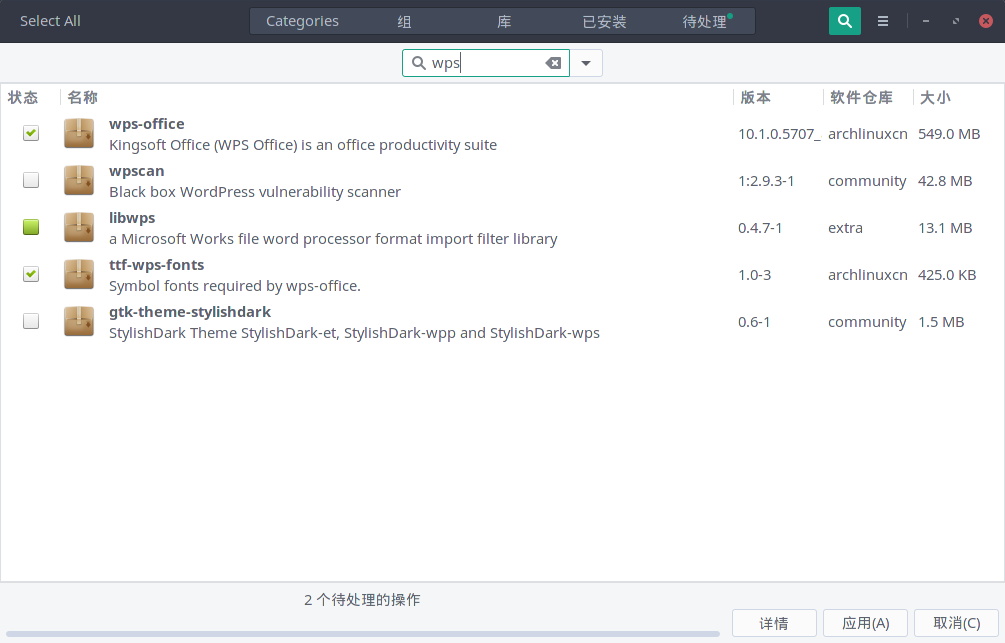 Select All Categories 组 库 已安装 待处理
wps
状态 名称 版本 软件仓库 大小
wps-office
Kingsoft Office (WPS Office) is an office productivity suite
10.1.0.5707_ archlinuxcn 549.0 MB
wpscan
Black box WordPress vulnerability scanner
1:2.9.3-1 community 42.8 MB
libwps
a Microsoft Works file word processor format import filter library
0.4.7-1 extra 13.1 MB
ttf-wps-fonts
Symbol fonts required by wps-office.
1.0-3 archlinuxcn 425.0 KB
gtk-theme-stylishdark
StylishDark Theme StylishDark-et, StylishDark-wpp and StylishDark-wps
0.6-1 community 1.5 MB
2 个待处理的操作
详情 应用(A) 取消(C)